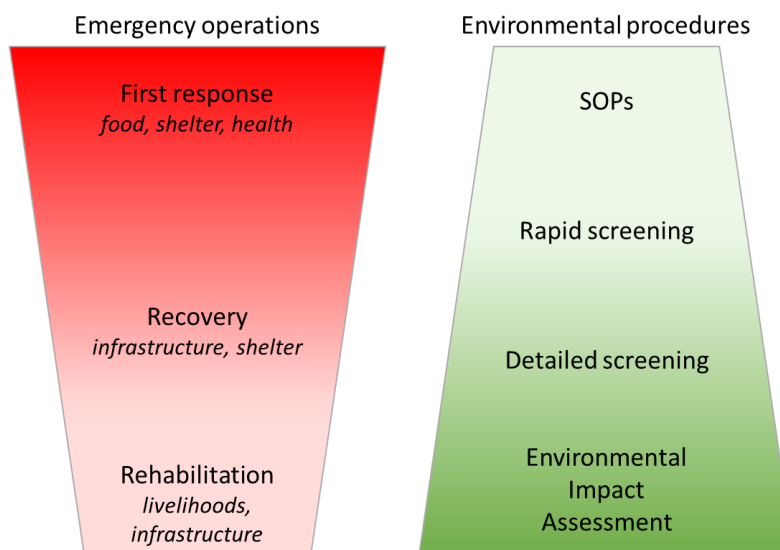 Emergency operations
First response
food, shelter, health
Recovery
infrastructure, shelter
Rehabilitation
livelihoods,
infrastructure
Environmental procedures
SOPs
Rapid screening
Detailed screening
Environmental
Impact
Assessment